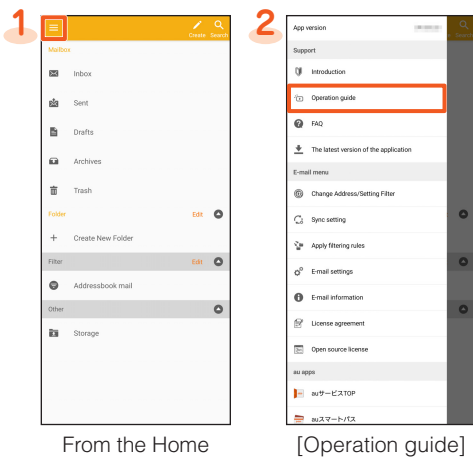 1
Create Search
Mailbox
Inbox
Sent
Drafts
Archives
Trash
Folder Edit
Create New Folder
Filter Edit
Addressbook mail
Other
Storage
From the Home
2
App version
Support
Introduction
Operation guide
FAQ
The latest version of the application
E-mail menu
Change Address/Setting Filter
Sync setting
Apply filtering rules
E-mail settings
E-mail information
License agreement
Open source license
au apps
auサービスTOP
auスマートパス
[Operation guide]